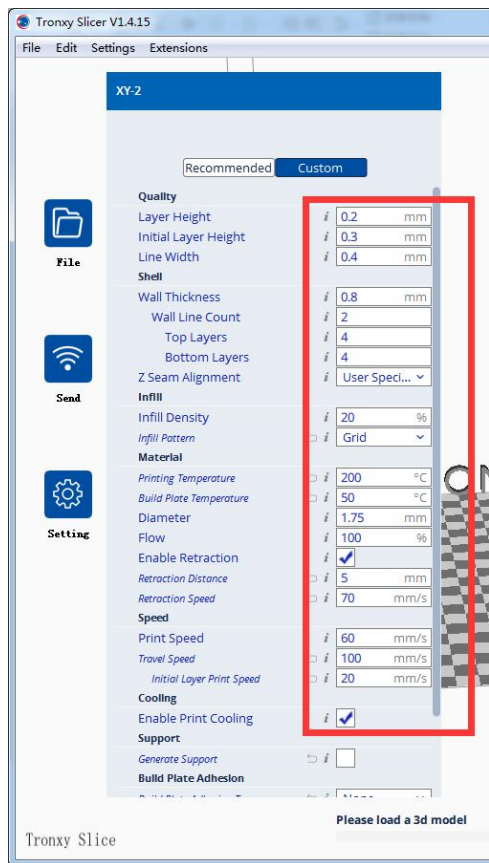 Tronxy Slicer V1.4.15
File Edit Settings Extensions
XY-2
Recommended Custom
Quality
Layer Height i 0.2 mm
Initial Layer Height i 0.3 mm
Line Width i 0.4 mm
Shell
Wall Thickness i 0.8 mm
Wall Line Count i 2
Top Layers i 4
Bottom Layers i 4
Z Seam Alignment i User Speci...
Infill
Infill Density i 20 %
Infill Pattern i Grid
Material
Printing Temperature i 200 °C
Build Plate Temperature i 50 °C
Diameter i 1.75 mm
Flow i 100 %
Enable Retraction i
Retraction Distance i 5 mm
Retraction Speed i 70 mm/s
Speed
Print Speed i 60 mm/s
Travel Speed i 100 mm/s
Initial Layer Print Speed i 20 mm/s
Cooling
Enable Print Cooling i
Support
Generate Support i
Build Plate Adhesion
File
Send
Setting
Please load a 3d model
Tronxy Slice